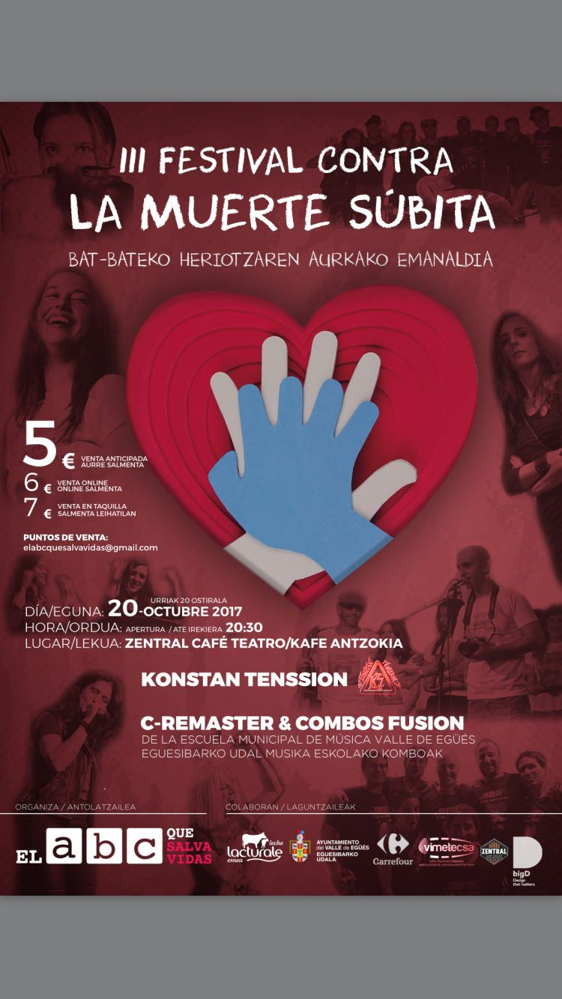 III FESTIVAL CONTRA
LA MUERTE SÚBITA
BAT-BATEKO HERIOTZAREN AURKAKO EMANALDIA
5 € VENTA ANTICIPADA
AURRE SALMENTA
6 € VENTA ONLINE
ONLINE SALMENTA
7 € VENTA EN TAQUILLA
SALMENTA LEIHATILAN
PUNTOS DE VENTA:
elabcquesalvavidas@gmail.com
URRIAK 20 OSTIRALA
DÍA/EGUNA: 20-OCTUBRE 2017
HORA/ORDUA: APERTURA / ATE IREKIERA 20:30
LUGAR/LEKUA: ZENTRAL CAFÉ TEATRO/KAFE ANTZOKIA
KONSTAN TENSSION
C-REMASTER & COMBOS FUSION
DE LA ESCUELA MUNICIPAL DE MÚSICA VALLE DE EGÜÉS
EGUESIBARKO UDAL MUSIKA ESKOLAKO KOMBOAK
ORGANIZA / ANTOLATZAILEA
COLABORAN / LAGUNTZAILEAK
EL abc QUE SALVA VIDAS
leche
lacturale
esnea
AYUNTAMIENTO
del VALLE de EGÜES
EGUESIBARKO
UDALA
Carrefour
vimetecsa
ZENTRAL
bigD
Design
that matters